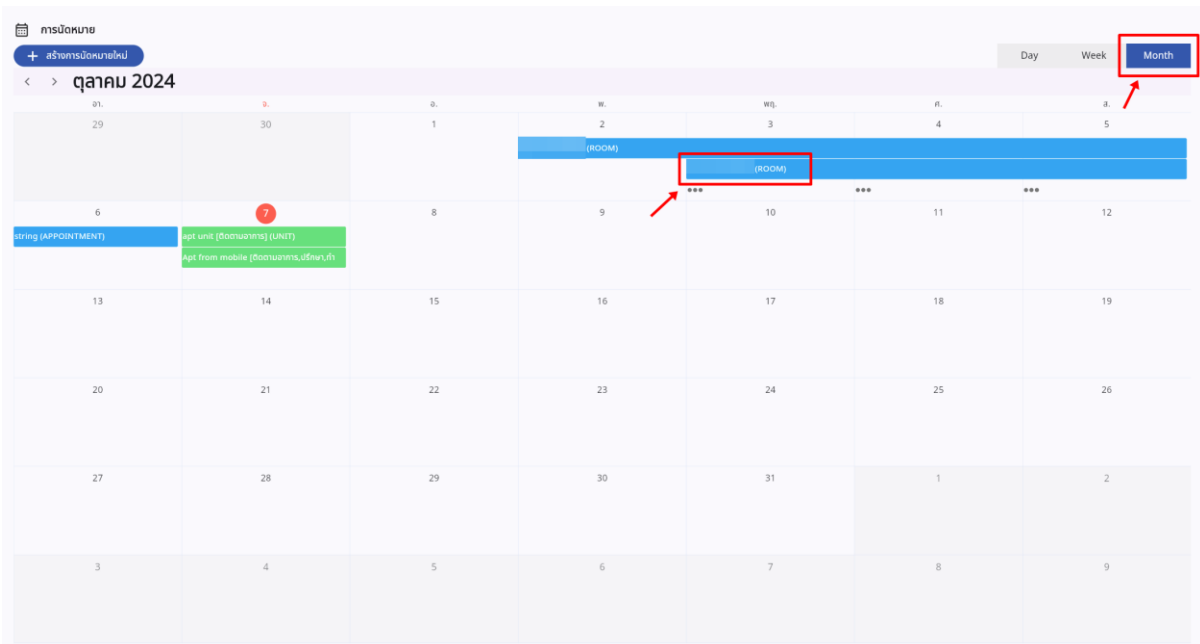 การนัดหมาย
+ สร้างการนัดหมายใหม่
Day Week Month
< > ตุลาคม 2024
อา. จ. อ. พ. พฤ. ศ. ส.
29 30 1 2 3 4 5
(ROOM)
(ROOM)
••• ••• •••
6 7 8 9 10 11 12
string (APPOINTMENT) apt unit [ติดตามอาการ] (UNIT)
Apt from mobile [ติดตามอาการ,ปรึกษา,ทำ
13 14 15 16 17 18 19
20 21 22 23 24 25 26
27 28 29 30 31 1 2
3 4 5 6 7 8 9